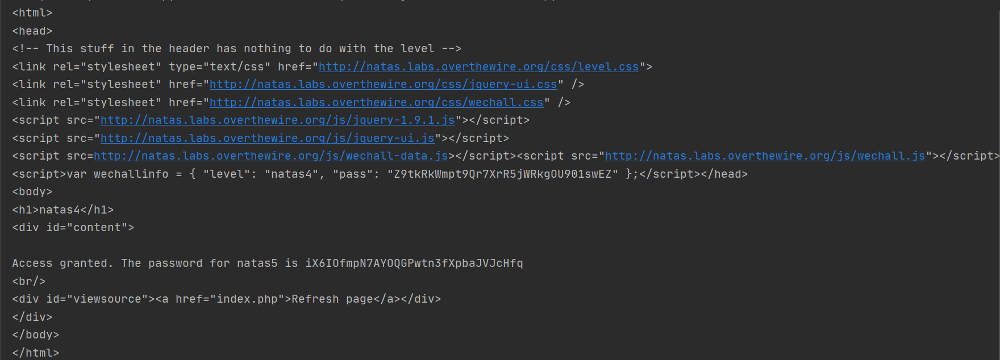 <html>
<head>
<!-- This stuff in the header has nothing to do with the level -->
<link rel="stylesheet" type="text/css" href="http://natas.labs.overthewire.org/css/level.css">
<link rel="stylesheet" href="http://natas.labs.overthewire.org/css/jquery-ui.css" />
<link rel="stylesheet" href="http://natas.labs.overthewire.org/css/wechall.css" />
<script src="http://natas.labs.overthewire.org/js/jquery-1.9.1.js"></script>
<script src="http://natas.labs.overthewire.org/js/jquery-ui.js"></script>
<script src=http://natas.labs.overthewire.org/js/wechall-data.js></script><script src="http://natas.labs.overthewire.org/js/wechall.js"></script>
<script>var wechallinfo = { "level": "natas4", "pass": "Z9tkRkWmpt9Qr7XrR5jWRkgOU901swEZ" };</script></head>
<body>
<h1>natas4</h1>
<div id="content">
Access granted. The password for natas5 is iX6IOfmpN7AYOQGPwtn3fXpbaJVJcHfq
<br/>
<div id="viewsource"><a href="index.php">Refresh page</a></div>
</div>
</body>
</html>